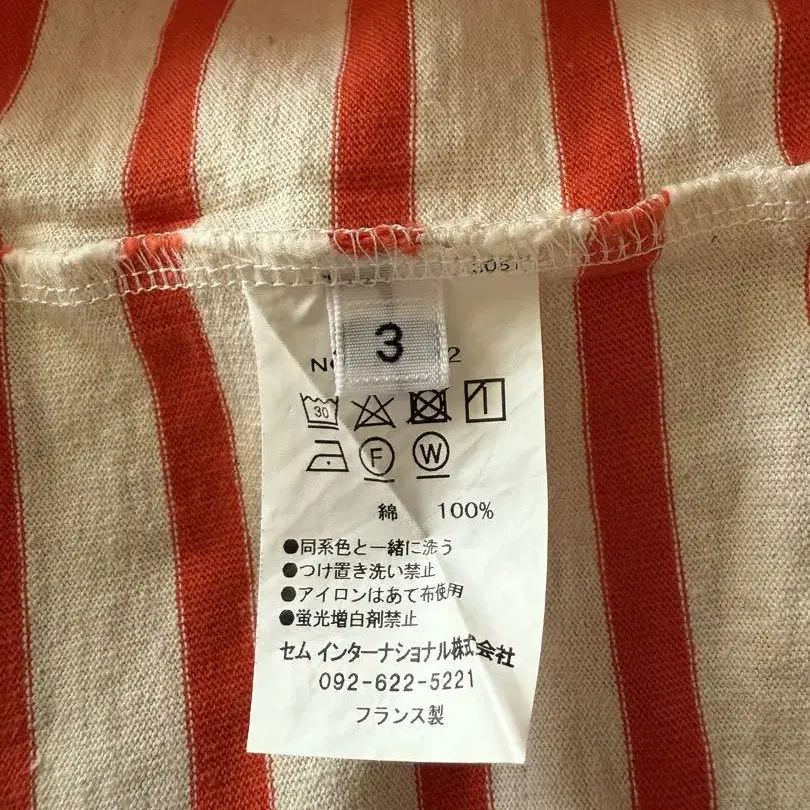 3
30
F W
綿 100%
●同系色と一緒に洗う
●つけ置き洗い禁止
●アイロンはあて布使用
●蛍光増白剤禁止
セム インターナショナル株式会社
092-622-5221
フランス製